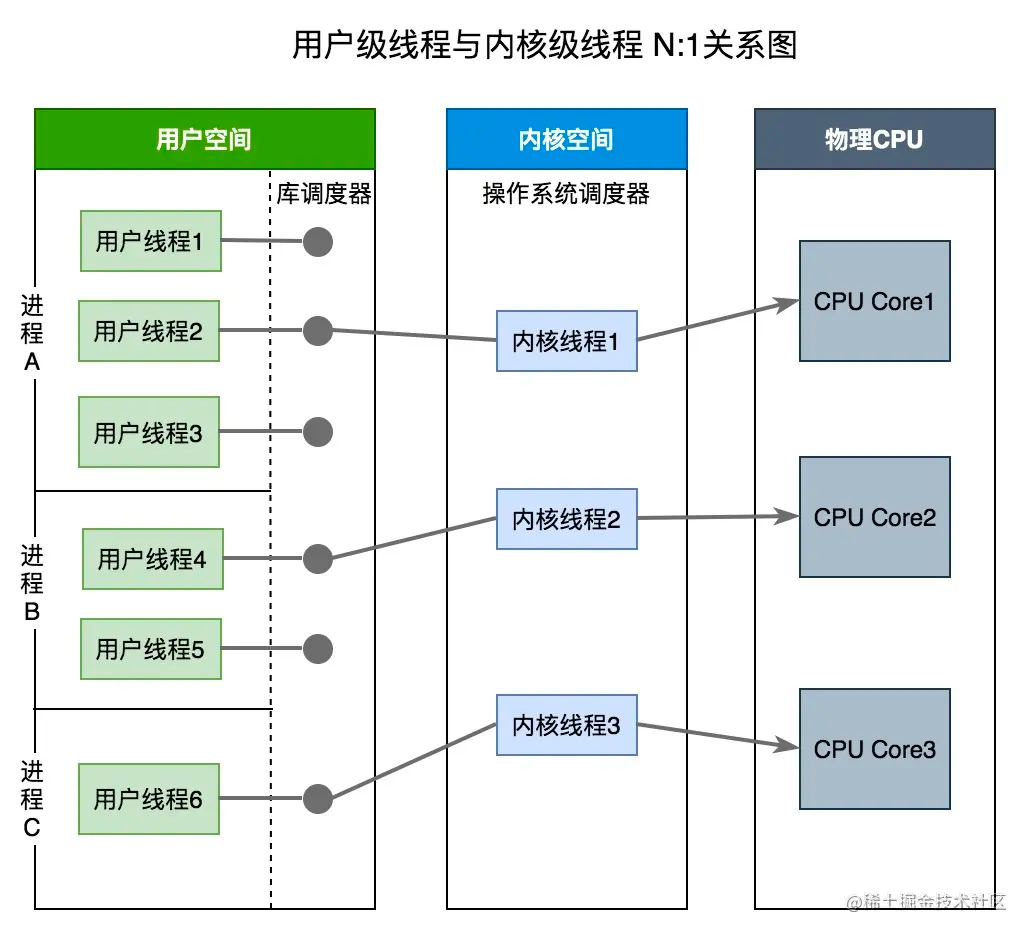 用户级线程与内核级线程 N:1关系图
用户空间
内核空间
物理CPU
库调度器
操作系统调度器
进程A
用户线程1
用户线程2
用户线程3
内核线程1
CPU Core1
进程B
用户线程4
用户线程5
内核线程2
CPU Core2
进程C
用户线程6
内核线程3
CPU Core3
@稀土掘金技术社区